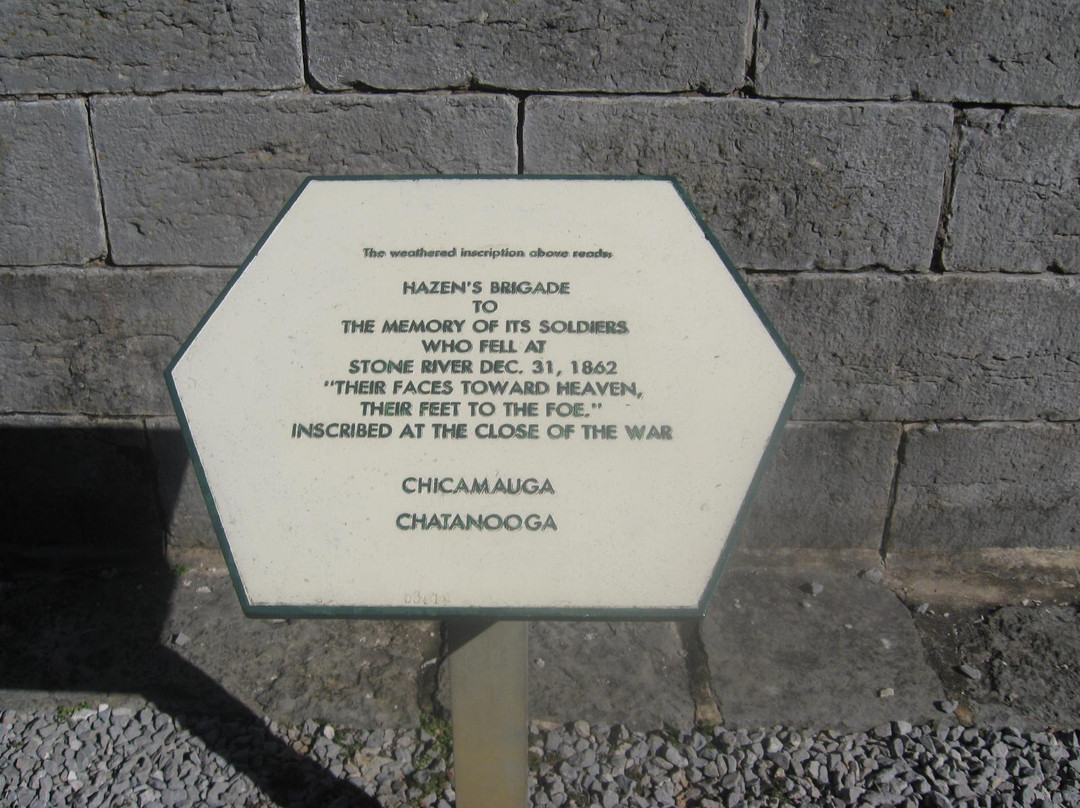 The weathered inscription above reads:
HAZEN'S BRIGADE
TO
THE MEMORY OF ITS SOLDIERS
WHO FELL AT
STONE RIVER DEC. 31, 1862
"THEIR FACES TOWARD HEAVEN,
THEIR FEET TO THE FOE."
INSCRIBED AT THE CLOSE OF THE WAR
CHICAMAUGA
CHATANOOGA